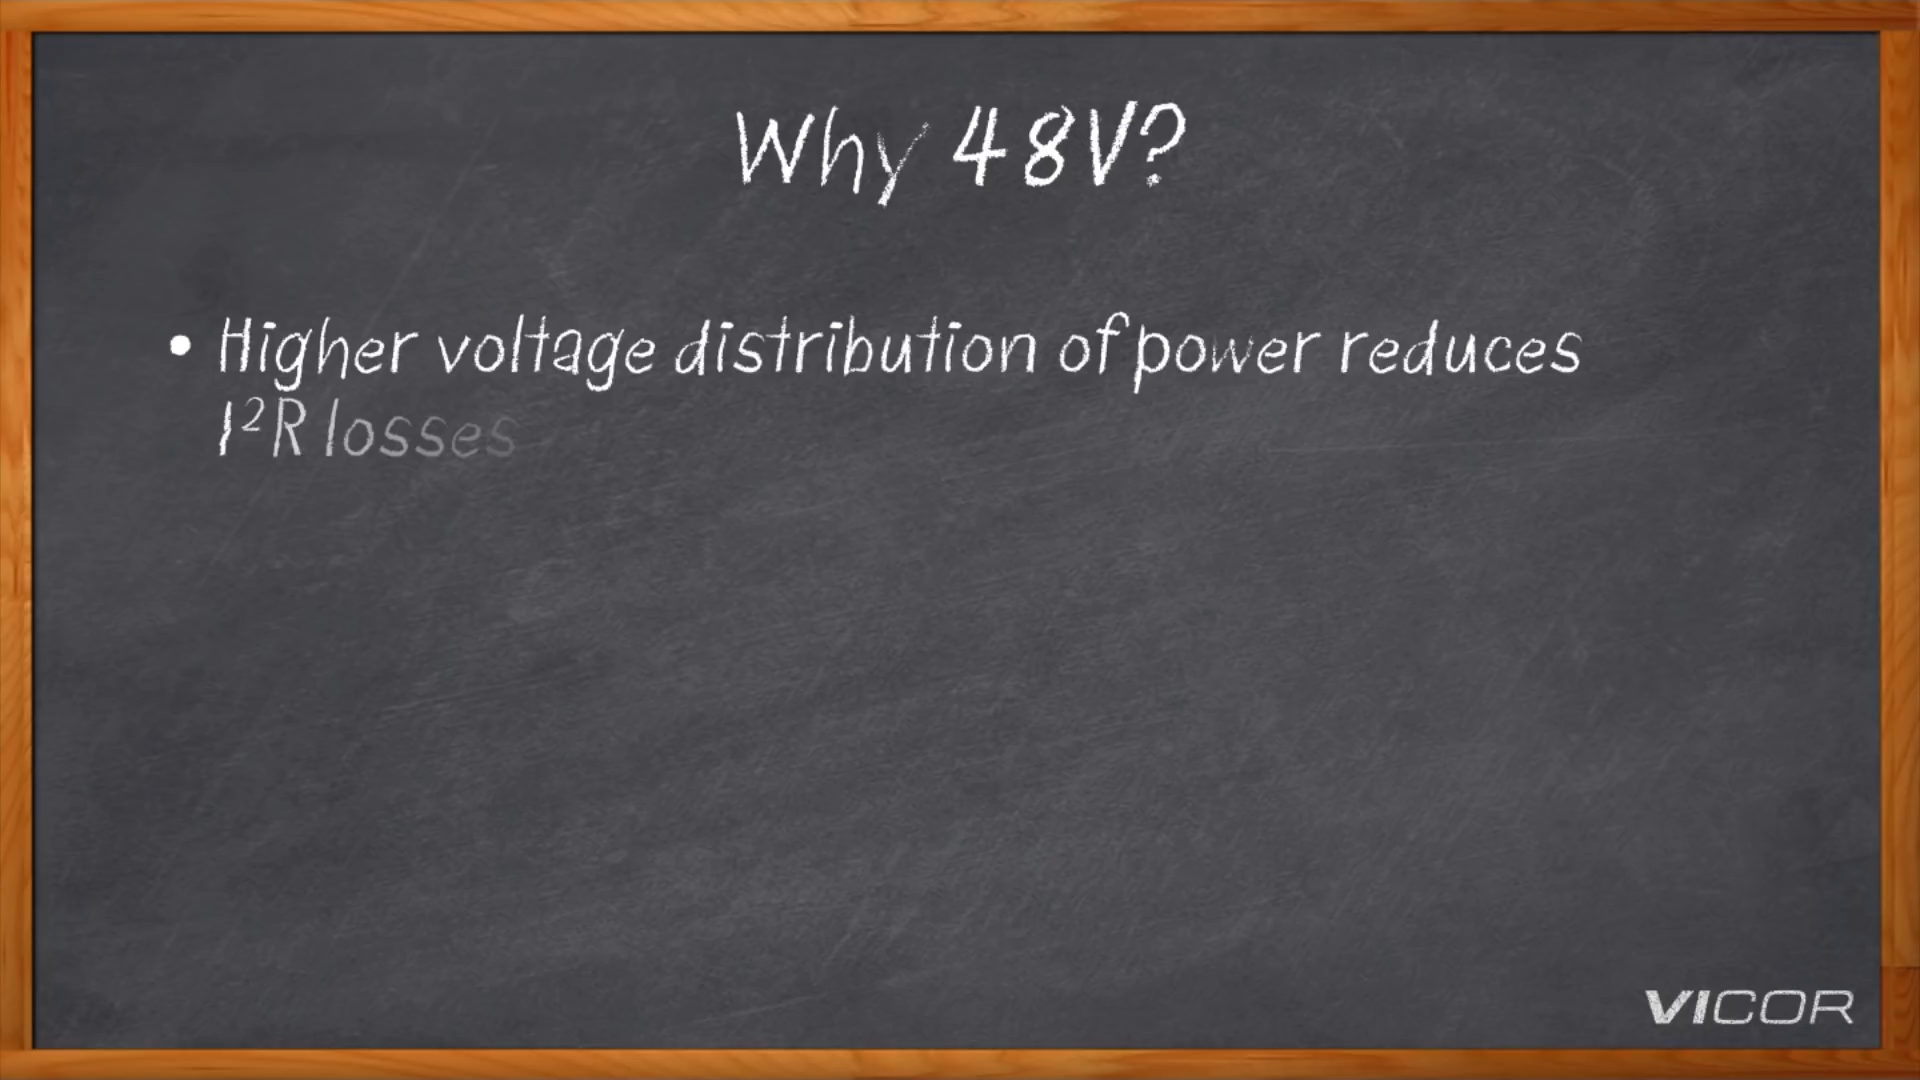 Why 48V?
• Higher voltage distribution of power reduces
I²R losses
VICOR